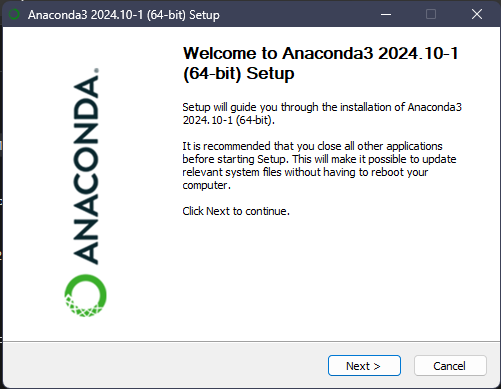 Anaconda3 2024.10-1 (64-bit) Setup
ANACONDA.
Welcome to Anaconda3 2024.10-1
(64-bit) Setup
Setup will guide you through the installation of Anaconda3
2024.10-1 (64-bit).
It is recommended that you close all other applications
before starting Setup. This will make it possible to update
relevant system files without having to reboot your
computer.
Click Next to continue.
Next >
Cancel